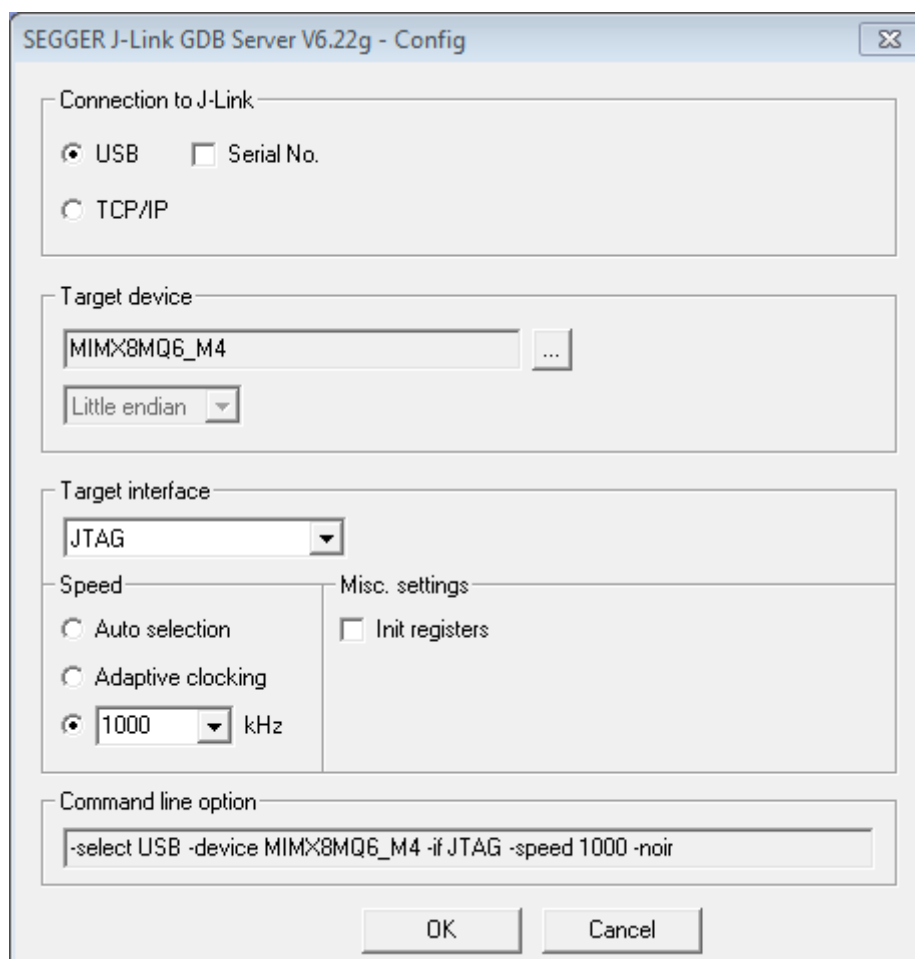 SEGGER J-Link GDB Server V6.22g - Config
Connection to J-Link
USB Serial No.
TCP/IP
Target device
MIMX8MQ6_M4 ...
Little endian
Target interface
JTAG
Speed Misc. settings
Auto selection Init registers
Adaptive clocking
1000 kHz
Command line option
-select USB -device MIMX8MQ6_M4 -if JTAG -speed 1000 -noir
OK Cancel